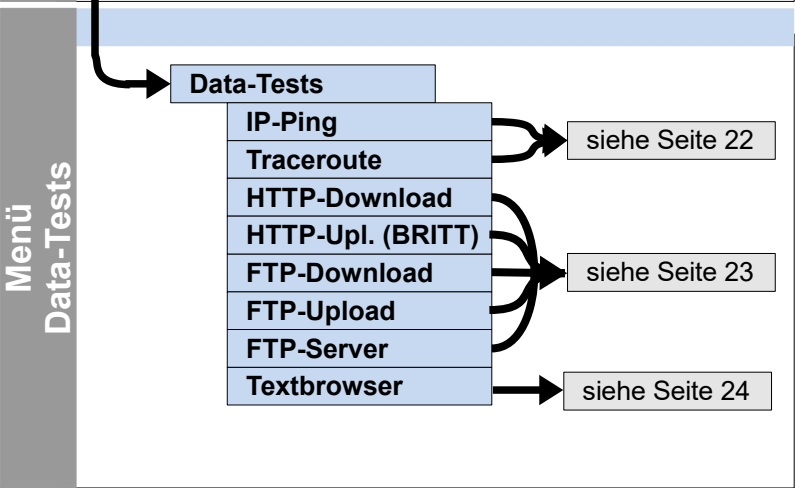 Menü
Data-Tests
Data-Tests
IP-Ping
Traceroute
siehe Seite 22
HTTP-Download
HTTP-Upl. (BRITT)
FTP-Download
siehe Seite 23
FTP-Upload
FTP-Server
Textbrowser
siehe Seite 24